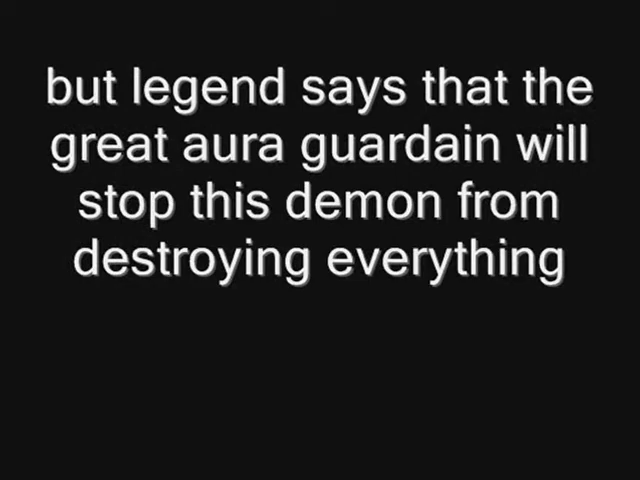 but legend says that the
great aura guardain will
stop this demon from
destroying everything